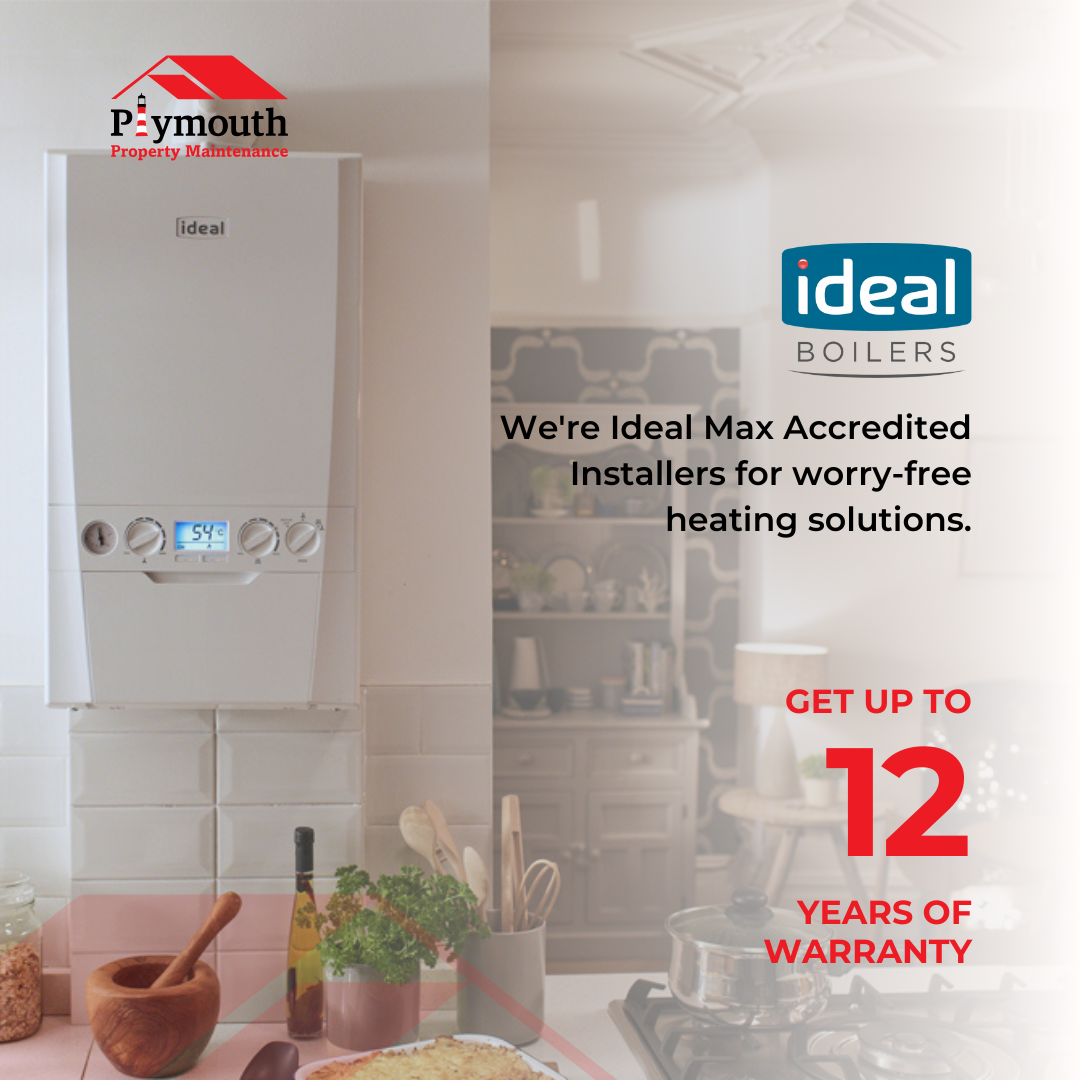 Plymouth
Property Maintenance
ideal
54°C
ideal
BOILERS
We're Ideal Max Accredited
Installers for worry-free
heating solutions.
GET UP TO
12
YEARS OF
WARRANTY